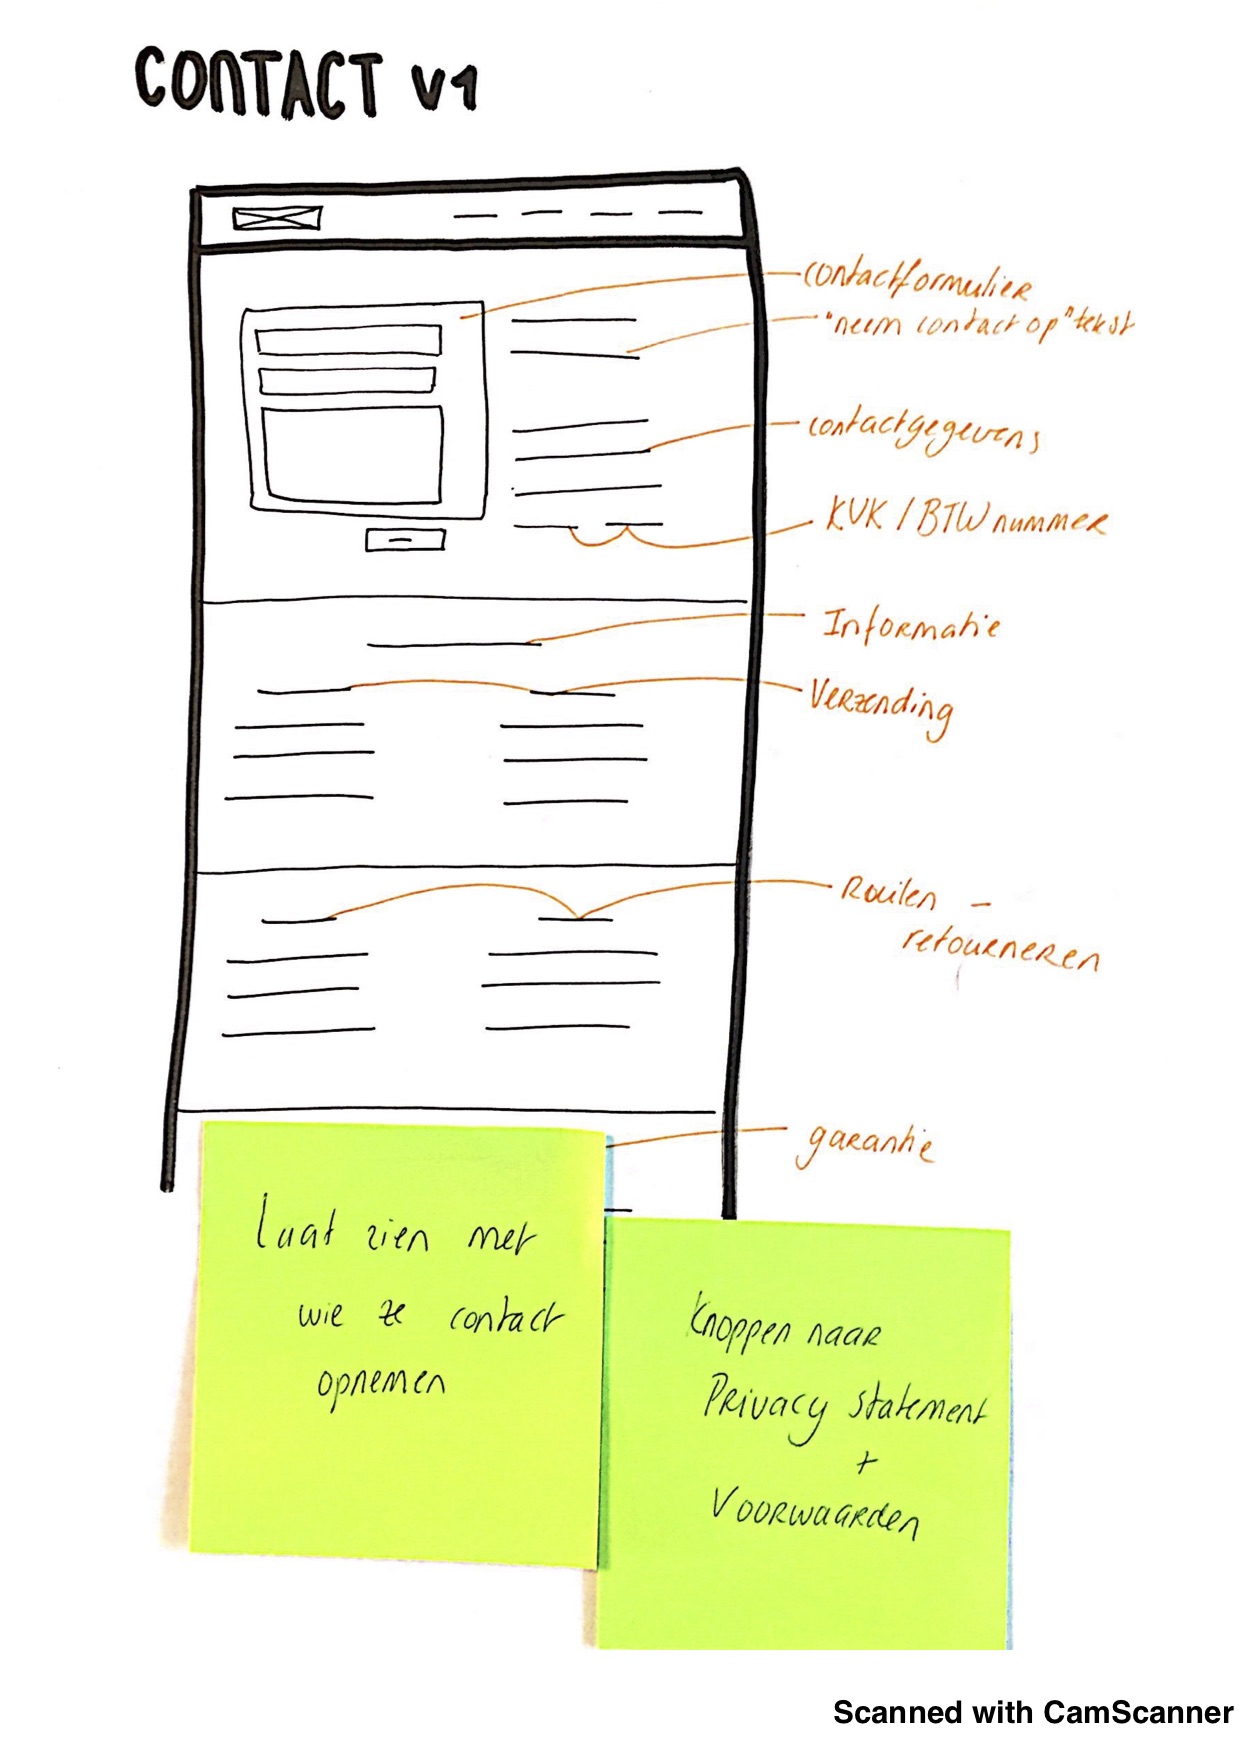 CONTACT v1
contactformulier
"neem contact op" tekst
contactgegevens
KVK / BTW nummer
Informatie
Verzending
Ruilen -
retourneren
garantie
Laat zien met
wie ze contact
opnemen
Knoppen naar
Privacy statement
+
Voorwaarden
Scanned with CamScanner